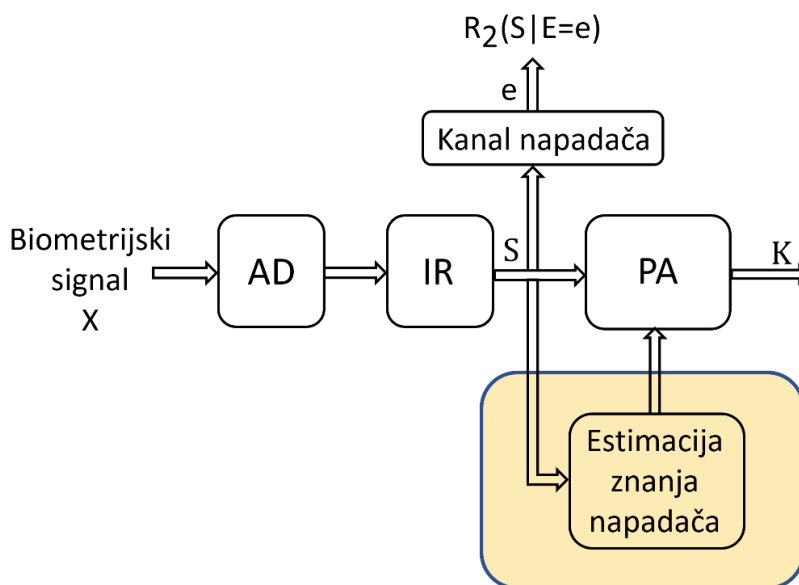 R₂(S|E=e)
e
Kanal napadača
Biometrijski
signal
X
AD
IR
S
PA
K
Estimacija
znanja
napadača